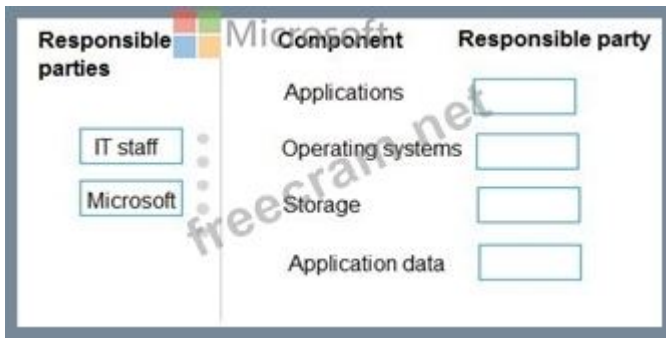 Microsoft
Responsible parties
Component
Responsible party
IT staff
Microsoft
Applications
Operating systems
Storage
Application data
freecram.net